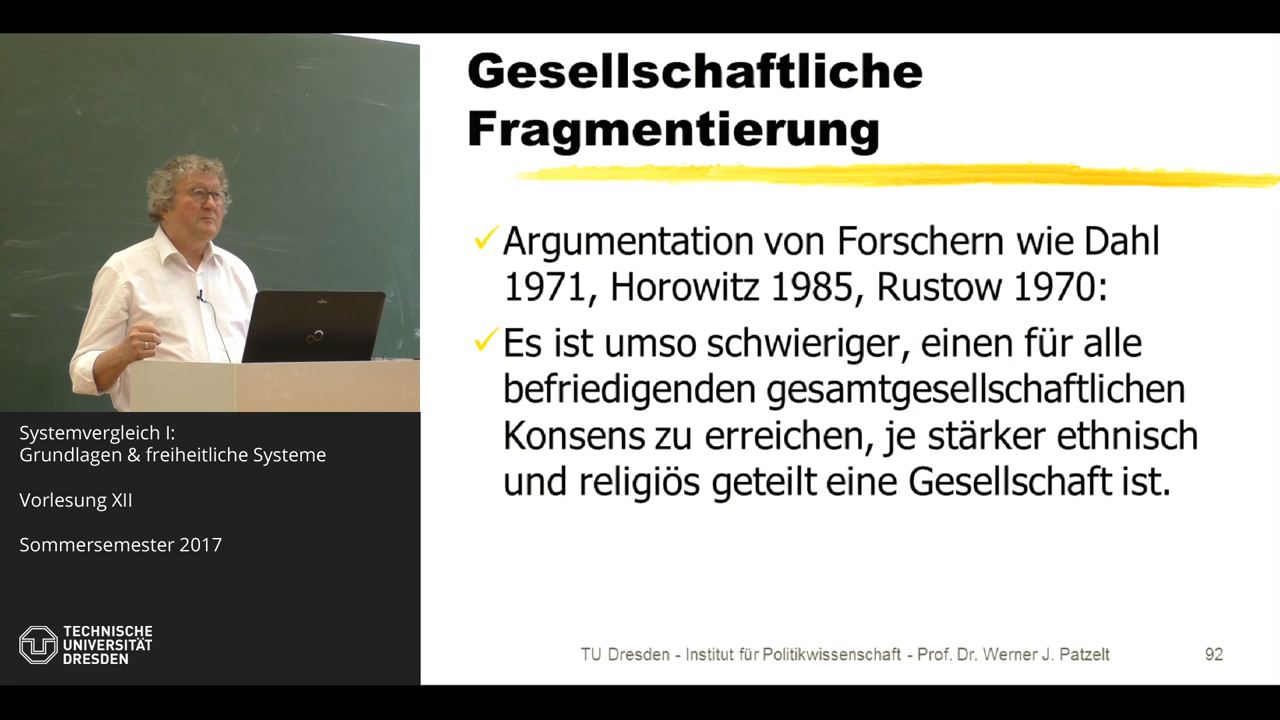 Gesellschaftliche
Fragmentierung
Argumentation von Forschern wie Dahl
1971, Horowitz 1985, Rustow 1970:
Es ist umso schwieriger, einen für alle
befriedigenden gesamtgesellschaftlichen
Konsens zu erreichen, je stärker ethnisch
und religiös geteilt eine Gesellschaft ist.
TU Dresden - Institut für Politikwissenschaft - Prof. Dr. Werner J. Patzelt
92
Systemvergleich I:
Grundlagen & freiheitliche Systeme
Vorlesung XII
Sommersemester 2017
TECHNISCHE
UNIVERSITÄT
DRESDEN